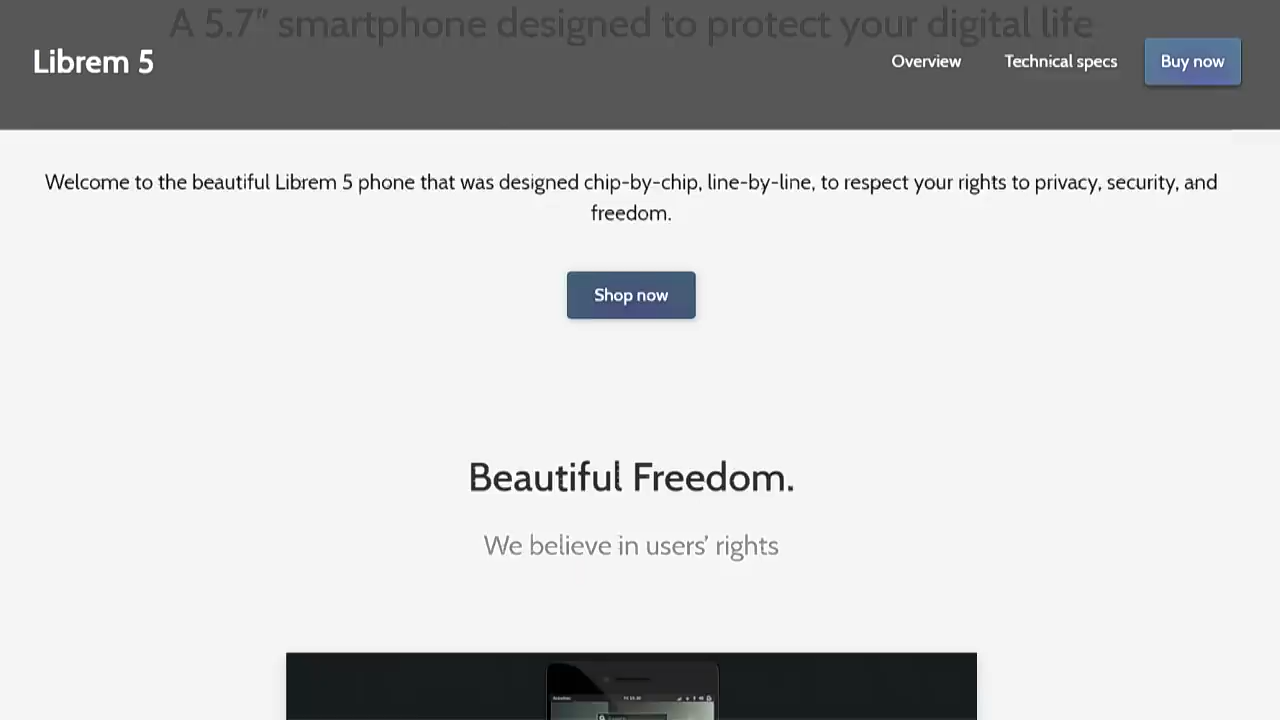 A 5.7″ smartphone designed to protect your digital life
Librem 5
Overview
Technical specs
Buy now
Welcome to the beautiful Librem 5 phone that was designed chip-by-chip, line-by-line, to respect your rights to privacy, security, and
freedom.
Shop now
Beautiful Freedom.
We believe in users’ rights